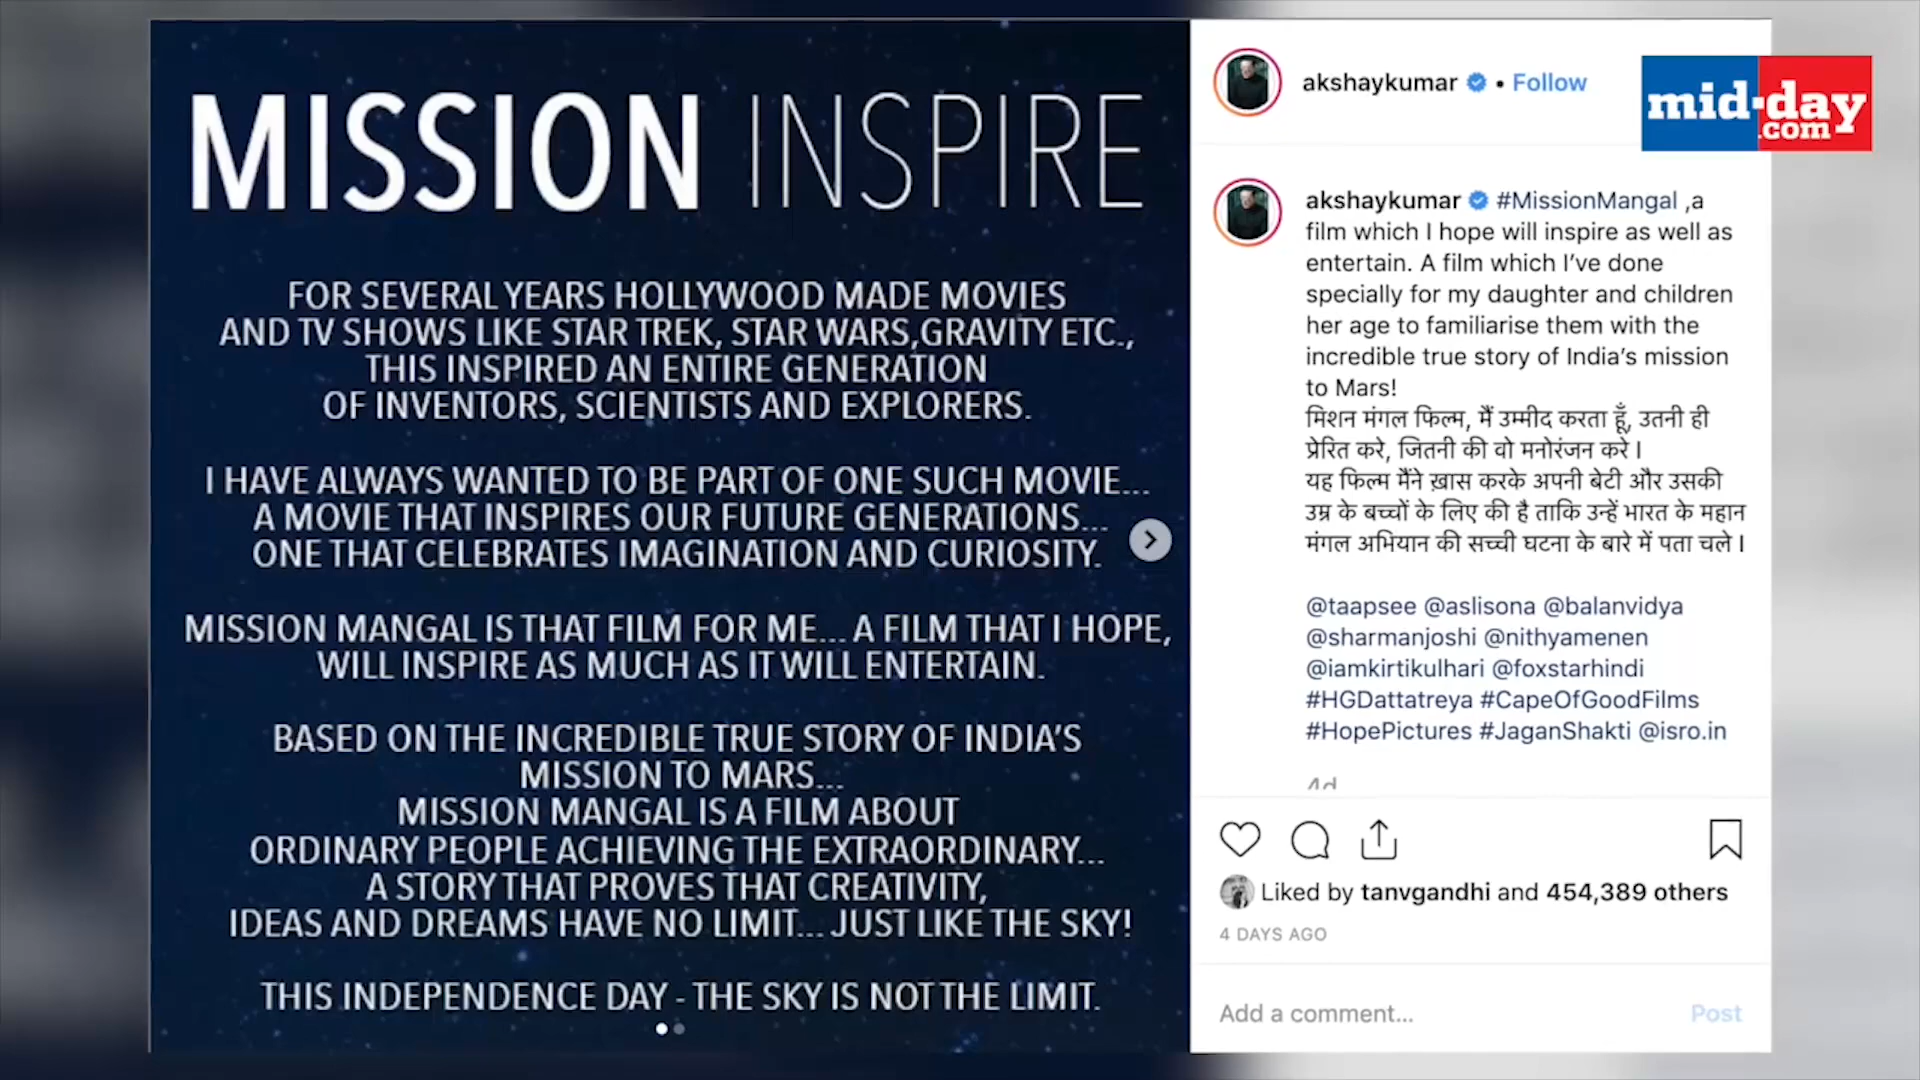 MISSION INSPIRE
FOR SEVERAL YEARS HOLLYWOOD MADE MOVIES
AND TV SHOWS LIKE STAR TREK, STAR WARS,GRAVITY ETC.,
THIS INSPIRED AN ENTIRE GENERATION
OF INVENTORS, SCIENTISTS AND EXPLORERS.
I HAVE ALWAYS WANTED TO BE PART OF ONE SUCH MOVIE...
A MOVIE THAT INSPIRES OUR FUTURE GENERATIONS...
ONE THAT CELEBRATES IMAGINATION AND CURIOSITY.
MISSION MANGAL IS THAT FILM FOR ME... A FILM THAT I HOPE,
WILL INSPIRE AS MUCH AS IT WILL ENTERTAIN.
BASED ON THE INCREDIBLE TRUE STORY OF INDIA'S
MISSION TO MARS...
MISSION MANGAL IS A FILM ABOUT
ORDINARY PEOPLE ACHIEVING THE EXTRAORDINARY...
A STORY THAT PROVES THAT CREATIVITY,
IDEAS AND DREAMS HAVE NO LIMIT... JUST LIKE THE SKY!
THIS INDEPENDENCE DAY - THE SKY IS NOT THE LIMIT.
akshaykumar • Follow
mid-day
.com
akshaykumar #MissionMangal ,a
film which I hope will inspire as well as
entertain. A film which I've done
specially for my daughter and children
her age to familiarise them with the
incredible true story of India's mission
to Mars!
मिशन मंगल फिल्म, मैं उम्मीद करता हूँ, उतनी ही
प्रेरित करे, जितनी की वो मनोरंजन करे।
यह फिल्म मैंने ख़ास करके अपनी बेटी और उसकी
उम्र के बच्चों के लिए की है ताकि उन्हें भारत के महान
मंगल अभियान की सच्ची घटना के बारे में पता चले।
@taapsee @aslisona @balanvidya
@sharmanjoshi @nithyamenen
@iamkirtikulhari @foxstarhindi
#HGDattatreya #CapeOfGoodFilms
#HopePictures #JaganShakti @isro.in
4d
Liked by tanvgandhi and 454,389 others
4 DAYS AGO
Add a comment...
Post